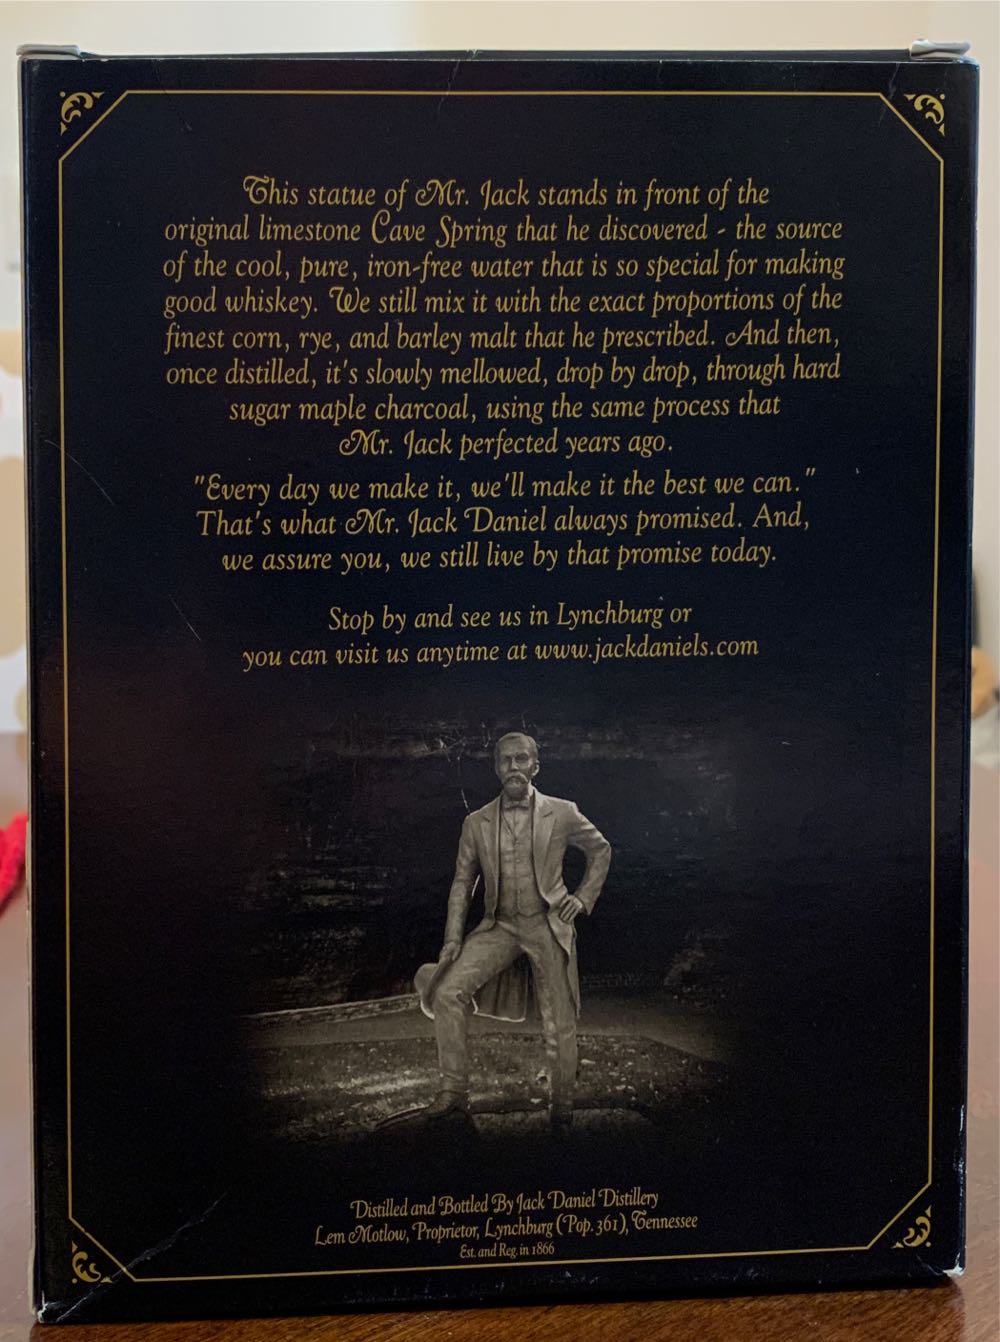 This statue of Mr. Jack stands in front of the
original limestone Cave Spring that he discovered - the source
of the cool, pure, iron-free water that is so special for making
good whiskey. We still mix it with the exact proportions of the
finest corn, rye, and barley malt that he prescribed. And then,
once distilled, it's slowly mellowed, drop by drop, through hard
sugar maple charcoal, using the same process that
Mr. Jack perfected years ago.
"Every day we make it, we'll make it the best we can."
That's what Mr. Jack Daniel always promised. And,
we assure you, we still live by that promise today.
Stop by and see us in Lynchburg or
you can visit us anytime at www.jackdaniels.com
Distilled and Bottled By Jack Daniel Distillery
Lem Motlow, Proprietor, Lynchburg (Pop. 361), Tennessee
Est. and Reg. in 1866